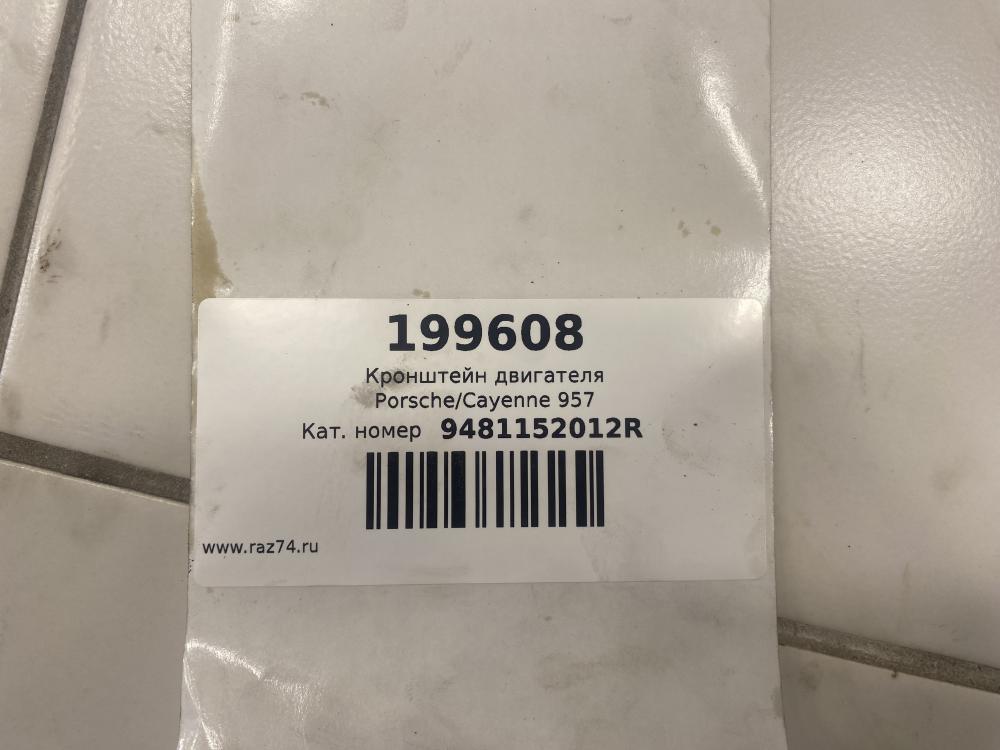 199608
Кронштейн двигателя
Porsche/Cayenne 957
Кат. номер 9481152012R
www.raz74.ru